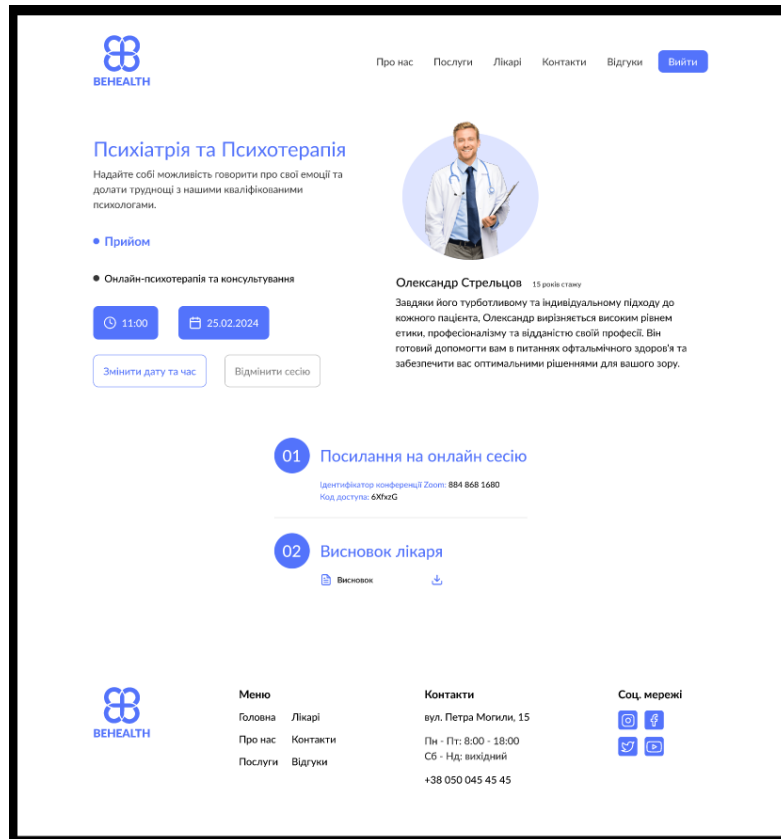 BEHEALTH
Про нас Послуги Лікарі Контакти Відгуки Вийти
Психіатрія та Психотерапія
Надайте собі можливість говорити про свої емоції та
долати труднощі з нашими кваліфікованими
психологами.
Прийом
Онлайн-психотерапія та консультування
11:00 25.02.2024
Змінити дату та час Відмінити сесію
Олександр Стрельцов 15 років стажу
Завдяки його турботливому та індивідуальному підходу до
кожного пацієнта, Олександр вирізняється високим рівнем
етики, професіоналізму та відданістю своїй професії. Він
готовий допомогти вам в питаннях офтальмічного здоров'я та
забезпечити вас оптимальними рішеннями для вашого зору.
01 Посилання на онлайн сесію
Ідентифікатор конференції Zoom: 884 868 1680
Код доступа: 6XfxzG
02 Висновок лікаря
Висновок
BEHEALTH
Меню
Головна Лікарі
Про нас Контакти
Послуги Відгуки
Контакти
вул. Петра Могили, 15
Пн - Пт: 8:00 - 18:00
Сб - Нд: вихідний
+38 050 045 45 45
Соц. мережі